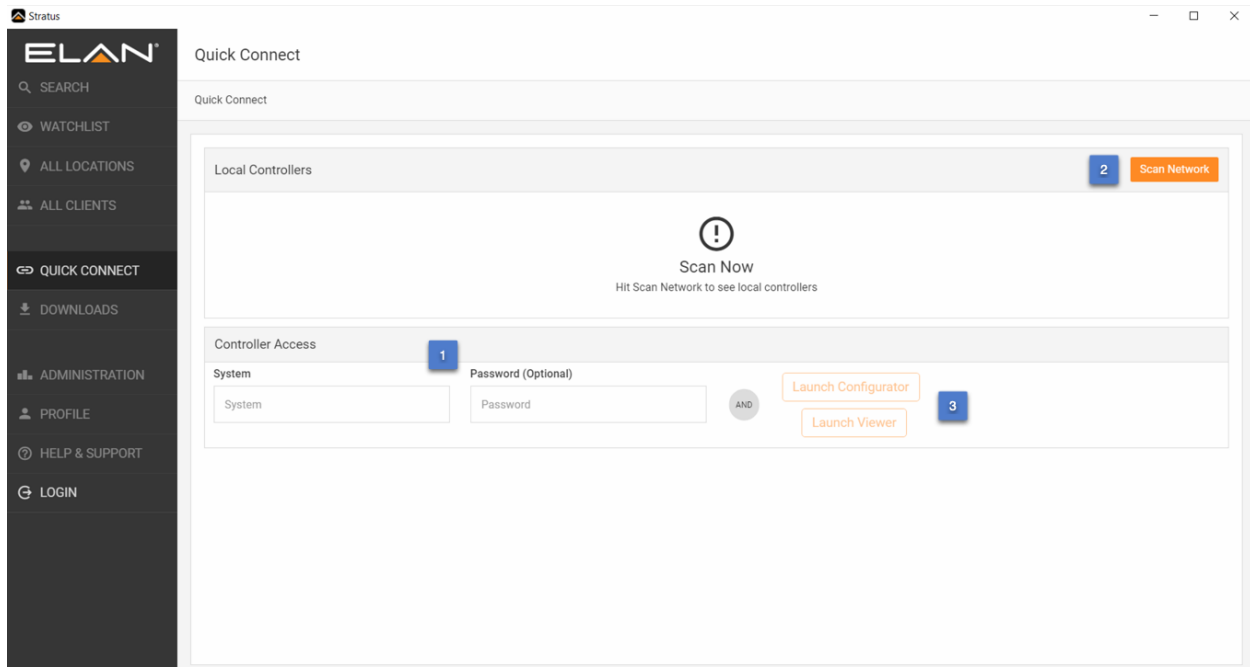 Stratus
ELAN®
SEARCH
WATCHLIST
ALL LOCATIONS
ALL CLIENTS
QUICK CONNECT
DOWNLOADS
ADMINISTRATION
PROFILE
HELP & SUPPORT
LOGIN
Quick Connect
Quick Connect
Local Controllers
2
Scan Network
Scan Now
Hit Scan Network to see local controllers
Controller Access
1
System
Password (Optional)
System
Password
AND
Launch Configurator
Launch Viewer
3